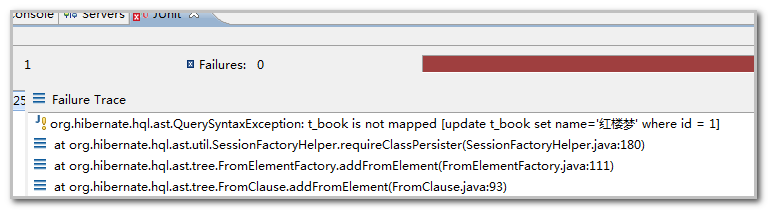 Console Servers JUnit
1 Failures: 0
25 Failure Trace
org.hibernate.hql.ast.QuerySyntaxException: t_book is not mapped [update t_book set name='红楼梦' where id = 1]
at org.hibernate.hql.ast.util.SessionFactoryHelper.requireClassPersister(SessionFactoryHelper.java:180)
at org.hibernate.hql.ast.tree.FromElementFactory.addFromElement(FromElementFactory.java:111)
at org.hibernate.hql.ast.tree.FromClause.addFromElement(FromClause.java:93)